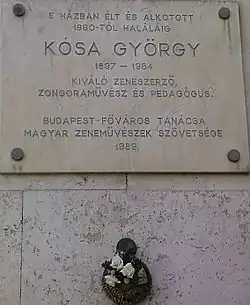 E HÁZBAN ÉLT ÉS ALKOTOTT
1960-TÓL HALÁLÁIG
KÓSA GYÖRGY
1897 - 1984
KIVÁLÓ ZENESZERZŐ,
ZONGORAMŰVÉSZ ÉS PEDAGÓGUS.
BUDAPEST-FŐVÁROS TANÁCSA
MAGYAR ZENEMŰVÉSZEK SZÖVETSÉGE